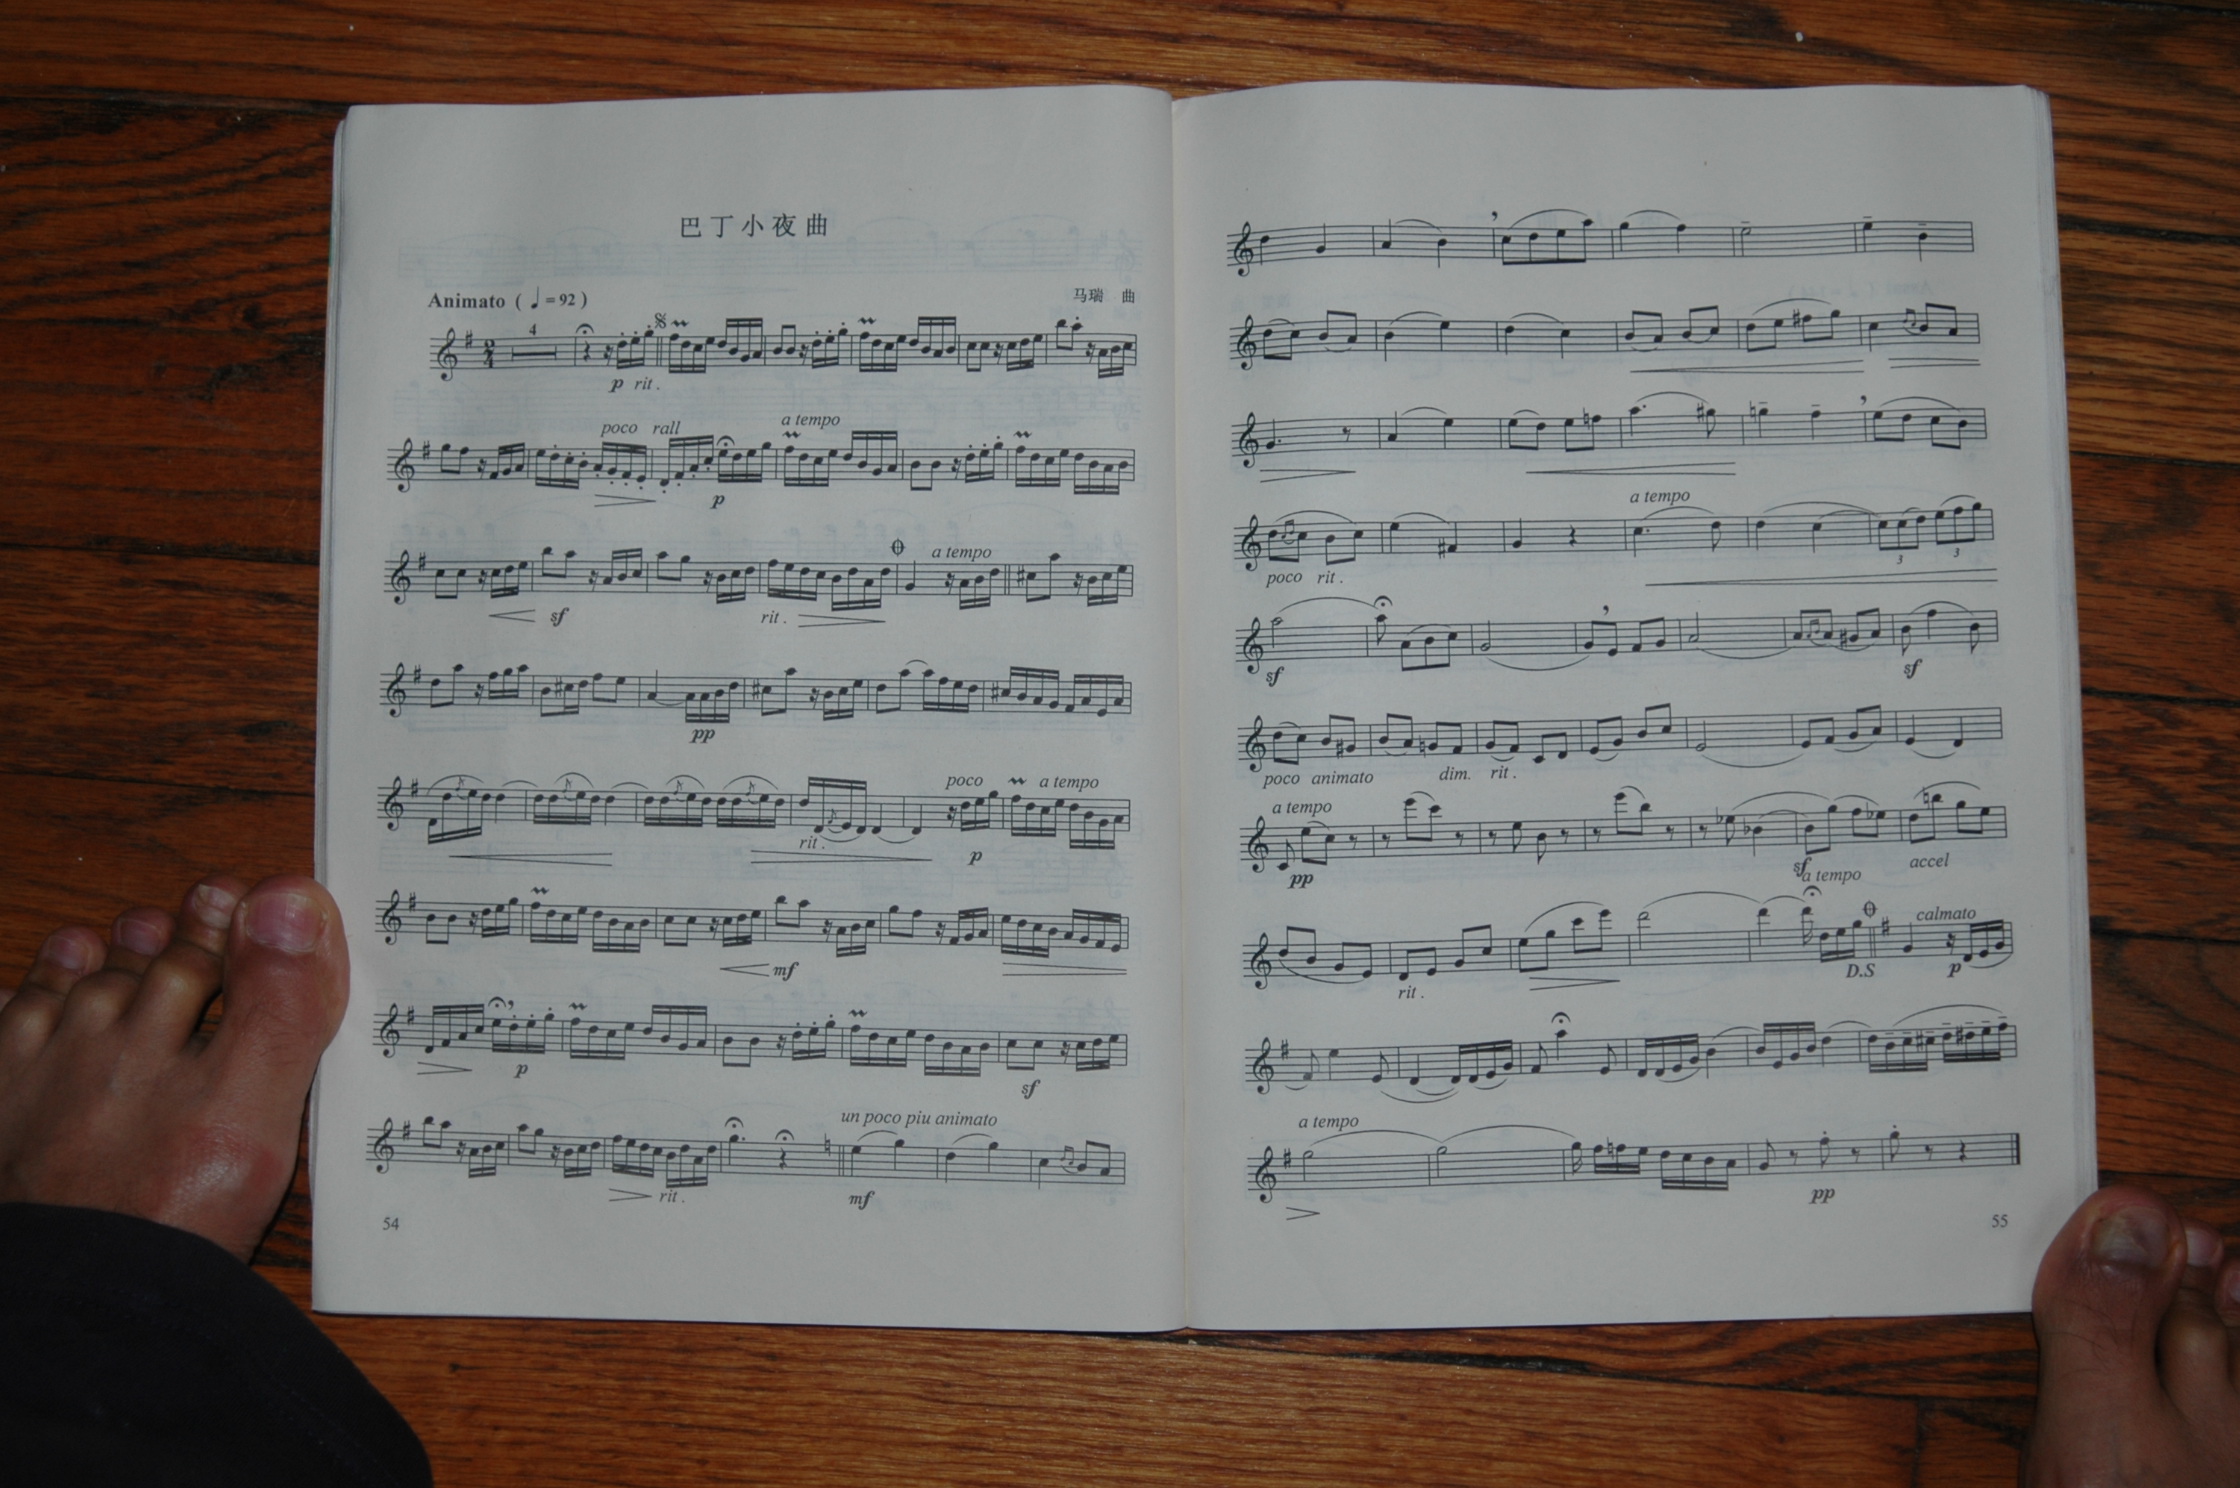 巴丁小夜曲
Animato ( ♩ = 92 )
马瑞 曲
4
2
4
p rit .
poco rall
a tempo
p
a tempo
sf
rit .
pp
poco
a tempo
rit .
p
mf
p
sf
un poco piu animato
rit .
mf
54
a tempo
poco rit .
3
3
sf
sf
poco animato
dim. rit .
a tempo
pp
sf
accel
a tempo
calmato
rit .
D.S
p
a tempo
pp
55